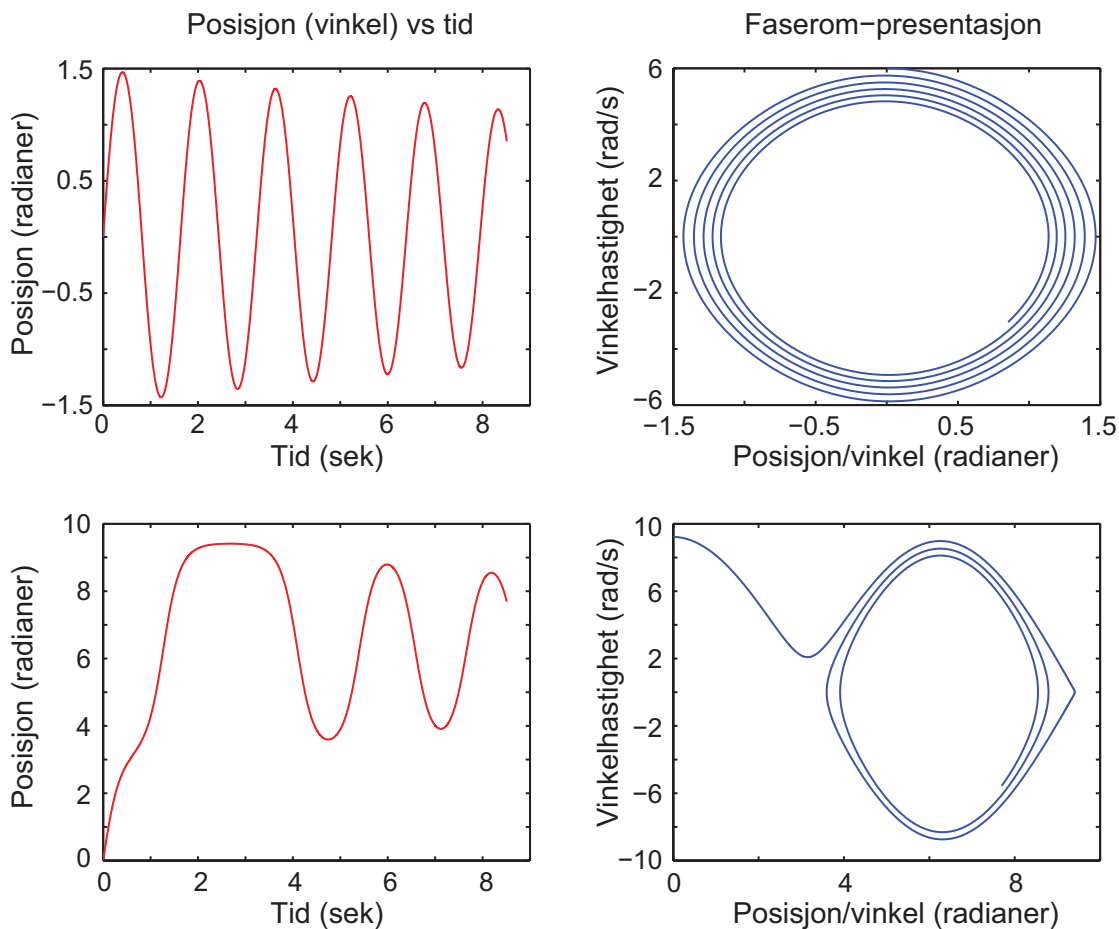 Posisjon (vinkel) vs tid
Posisjon (radianer)
1.5
0.5
−0.5
−1.5
0 2 4 6 8
Tid (sek)
Faserom−presentasjon
Vinkelhastighet (rad/s)
6
2
−2
−6
−1.5 −0.5 0.5 1.5
Posisjon/vinkel (radianer)
Posisjon (radianer)
10
8
6
4
2
0
0 2 4 6 8
Tid (sek)
Vinkelhastighet (rad/s)
10
6
2
−2
−6
−10
0 4 8
Posisjon/vinkel (radianer)